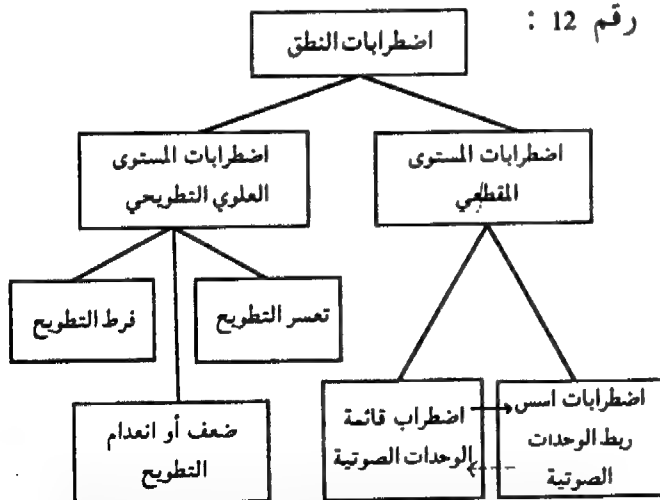 رقم 12 :
اضطرابات النطق
اضطرابات المستوى
المقطعي
اضطرابات المستوى
العلوي التطويحي
تعسر التطويح
فرط التطويح
ضعف أو انعدام
التطويح
اضطرابات اسس
ربط الوحدات
الصوتية
اضطراب قائمة
الوحدات الصوتية